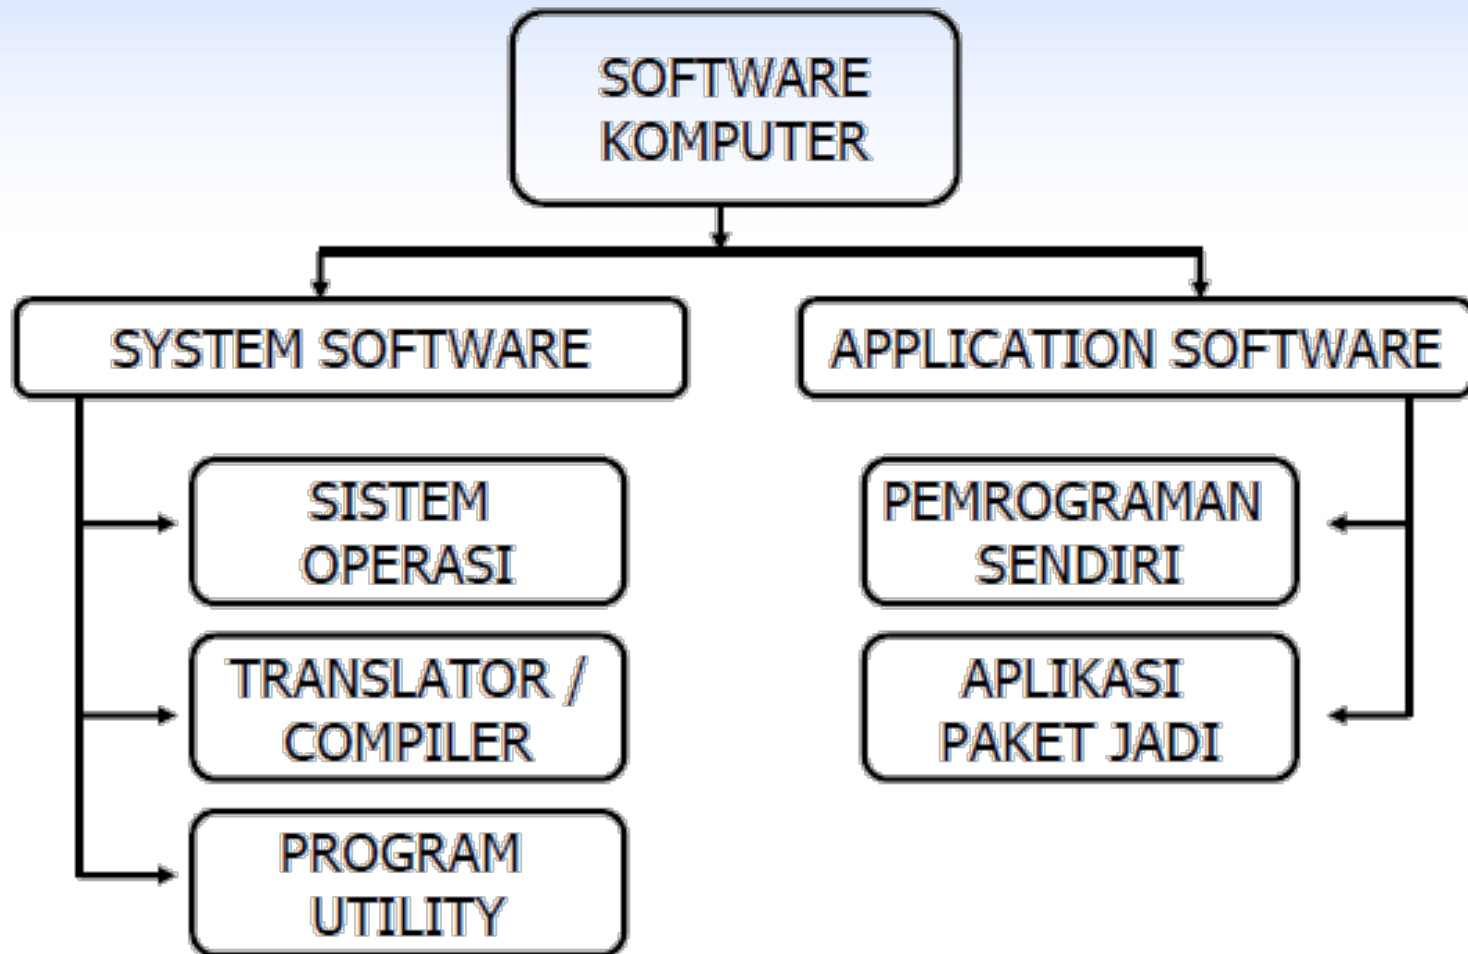 SOFTWARE
KOMPUTER
SYSTEM SOFTWARE
APPLICATION SOFTWARE
SISTEM
OPERASI
PEMROGRAMAN
SENDIRI
TRANSLATOR /
COMPILER
APLIKASI
PAKET JADI
PROGRAM
UTILITY